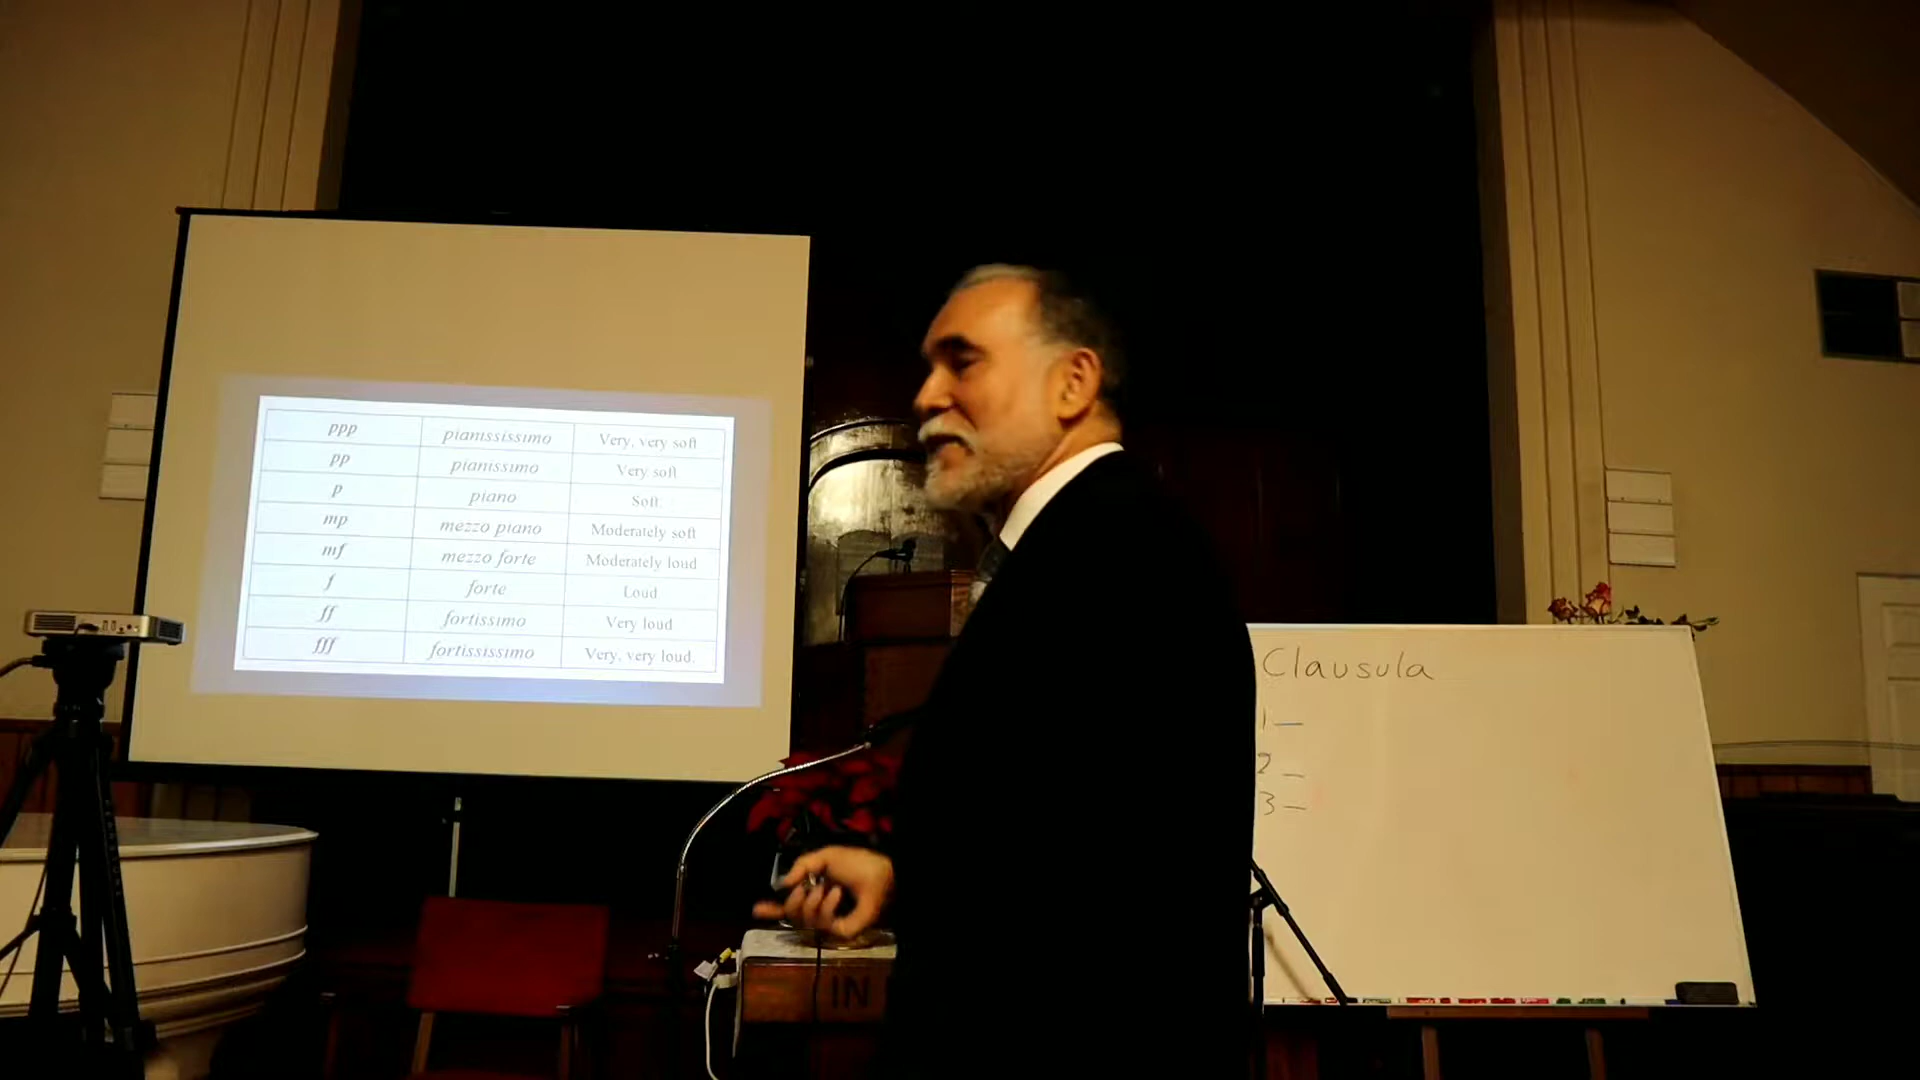 ppp pianississimo Very, very soft
pp pianissimo Very soft
p piano Soft.
mp mezzo piano Moderately soft
mf mezzo forte Moderately loud
f forte Loud
ff fortissimo Very loud
fff fortississimo Very, very loud.
Clausula
1 —
2 —
3 —
IN